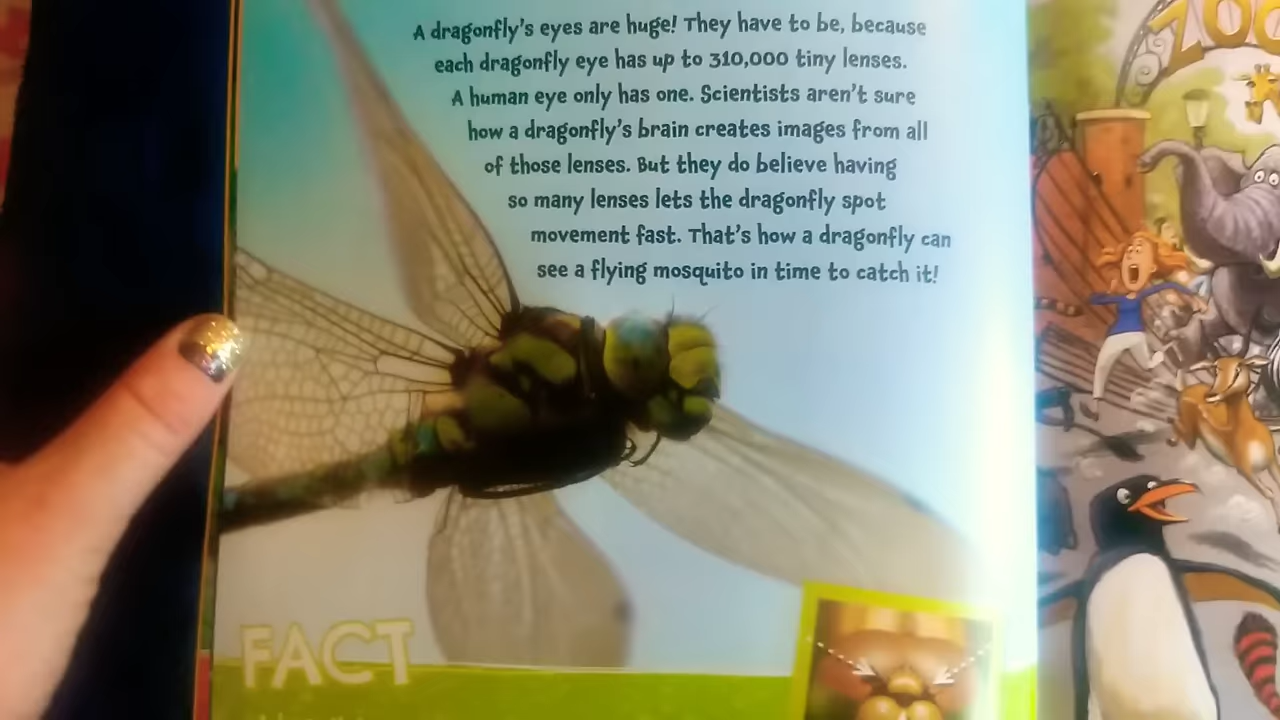 A dragonfly's eyes are huge! They have to be, because
each dragonfly eye has up to 310,000 tiny lenses.
A human eye only has one. Scientists aren't sure
how a dragonfly's brain creates images from all
of those lenses. But they do believe having
so many lenses lets the dragonfly spot
movement fast. That's how a dragonfly can
see a flying mosquito in time to catch it!
FACT
ZOO